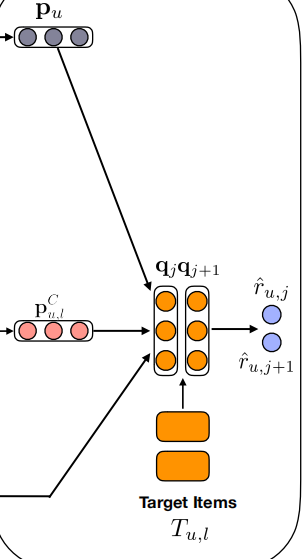 p_u
q_j q_{j+1}
r̂_{u,j}
p^C_{u,l}
r̂_{u,j+1}
Target Items
T_{u,l}